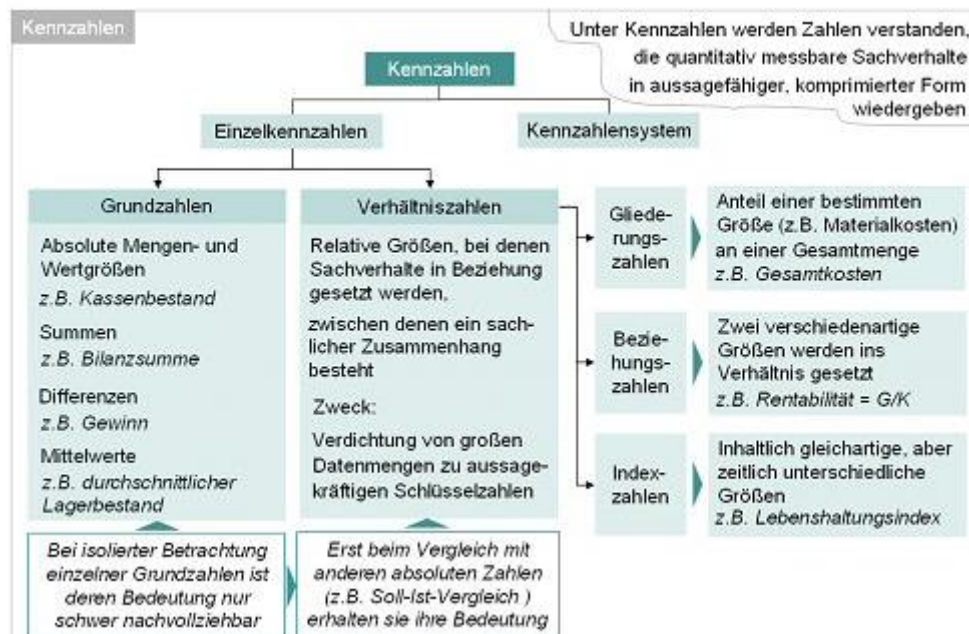 Kennzahlen
Unter Kennzahlen werden Zahlen verstanden,
die quantitativ messbare Sachverhalte
in aussagefähiger, komprimierter Form
wiedergeben
Kennzahlen
Einzelkennzahlen
Kennzahlensystem
Grundzahlen
Absolute Mengen- und
Wertgrößen
z.B. Kassenbestand
Summen
z.B. Bilanzsumme
Differenzen
z.B. Gewinn
Mittelwerte
z.B. durchschnittlicher
Lagerbestand
Verhältniszahlen
Relative Größen, bei denen
Sachverhalte in Beziehung
gesetzt werden,
zwischen denen ein sach-
licher Zusammenhang
besteht
Zweck:
Verdichtung von großen
Datenmengen zu aussage-
kräftigen Schlüsselzahlen
Gliede-
rungs-
zahlen
Anteil einer bestimmten
Größe (z.B. Materialkosten)
an einer Gesamtmenge
z.B. Gesamtkosten
Bezie-
hungs-
zahlen
Zwei verschiedenartige
Größen werden ins
Verhältnis gesetzt
z.B. Rentabilität = G/K
Index-
zahlen
Inhaltlich gleichartige, aber
zeitlich unterschiedliche
Größen
z.B. Lebenshaltungsindex
Bei isolierter Betrachtung
einzelner Grundzahlen ist
deren Bedeutung nur
schwer nachvollziehbar
Erst beim Vergleich mit
anderen absoluten Zahlen
(z.B. Soll-Ist-Vergleich )
erhalten sie ihre Bedeutung